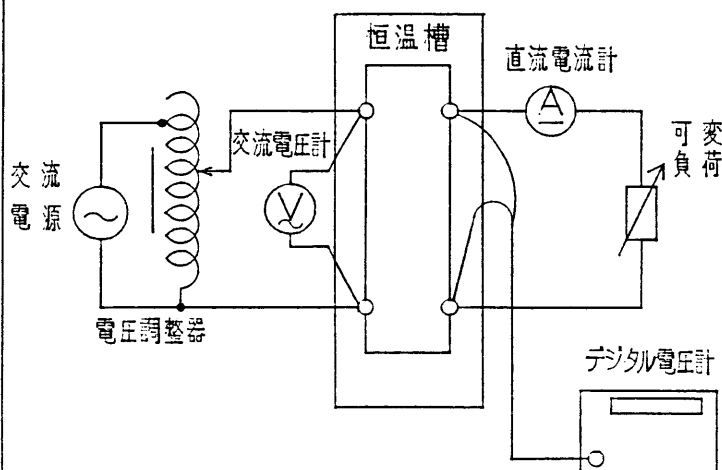 恒温槽
直流電流計
A
可変
負荷
交流電圧計
V
交流
電源
電圧調整器
デジタル電圧計